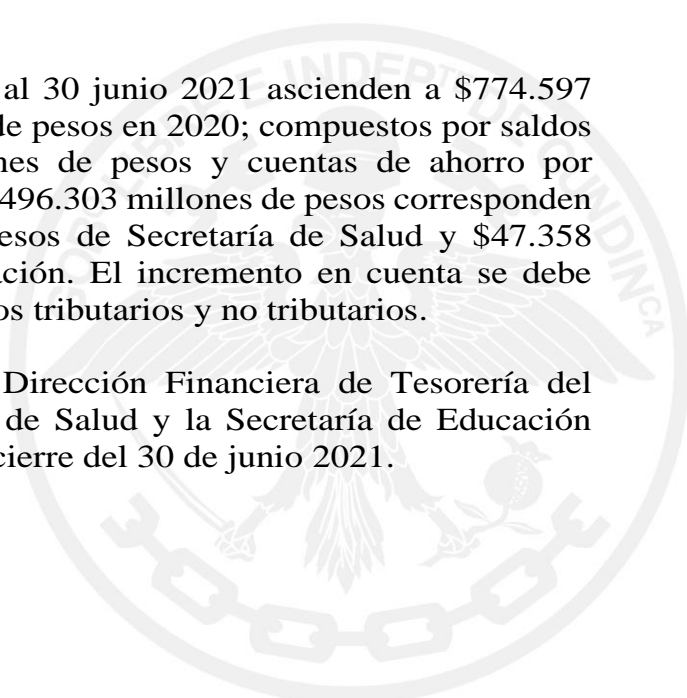 al 30 junio 2021 ascienden a $774.597
de pesos en 2020; compuestos por saldos
nes de pesos y cuentas de ahorro por
496.303 millones de pesos corresponden
esos de Secretaría de Salud y $47.358
ación. El incremento en cuenta se debe
os tributarios y no tributarios.
Dirección Financiera de Tesorería del
de Salud y la Secretaría de Educación
cierre del 30 de junio 2021.